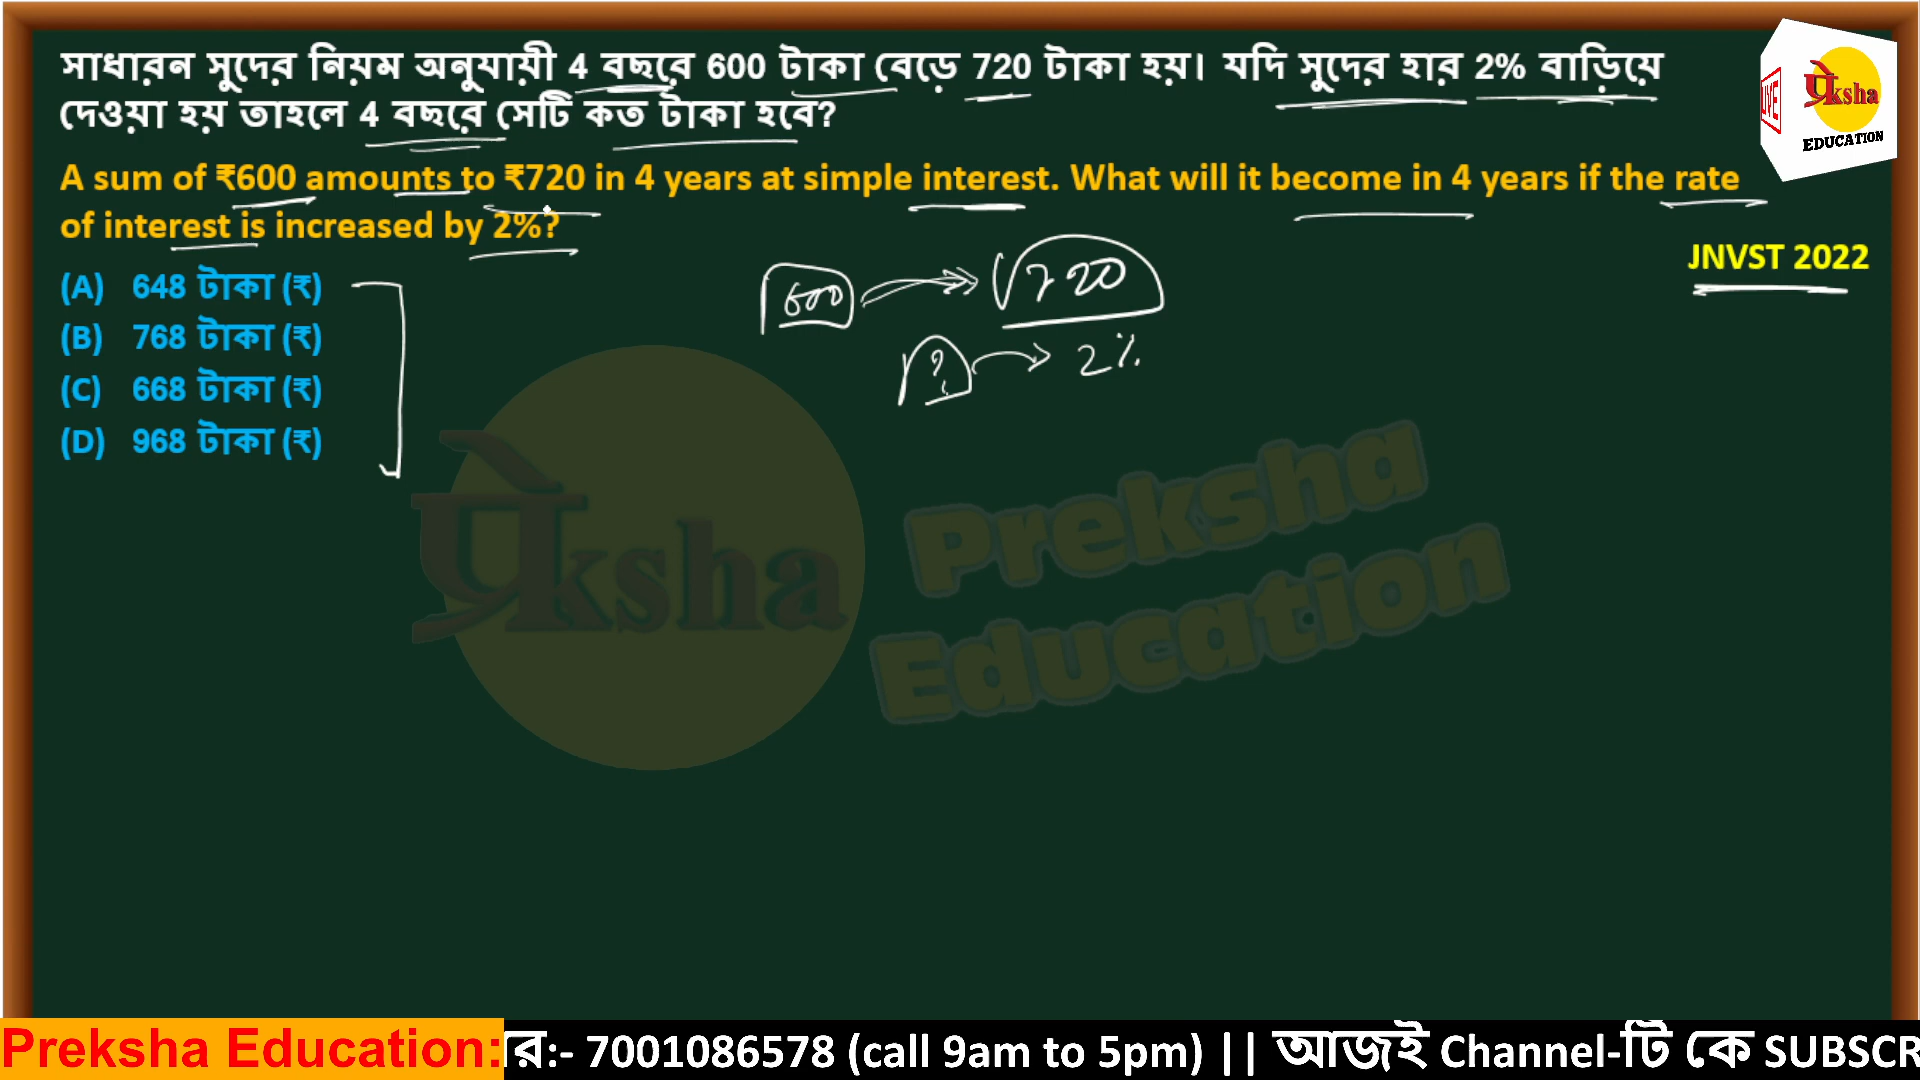 সাধারন সুদের নিয়ম অনুযায়ী 4 বছরে 600 টাকা বেড়ে 720 টাকা হয়। যদি সুদের হার 2% বাড়িয়ে
দেওয়া হয় তাহলে 4 বছরে সেটি কত টাকা হবে?
A sum of ₹600 amounts to ₹720 in 4 years at simple interest. What will it become in 4 years if the rate
of interest is increased by 2%?
JNVST 2022
(A) 648 টাকা (₹)
(B) 768 টাকা (₹)
(C) 668 টাকা (₹)
(D) 968 টাকা (₹)
600 720
? 2%
LIVE
प्रेksha
EDUCATION
प्रेksha
Preksha
Education
Preksha Education: র:- 7001086578 (call 9am to 5pm) || আজই Channel-টি কে SUBSCR